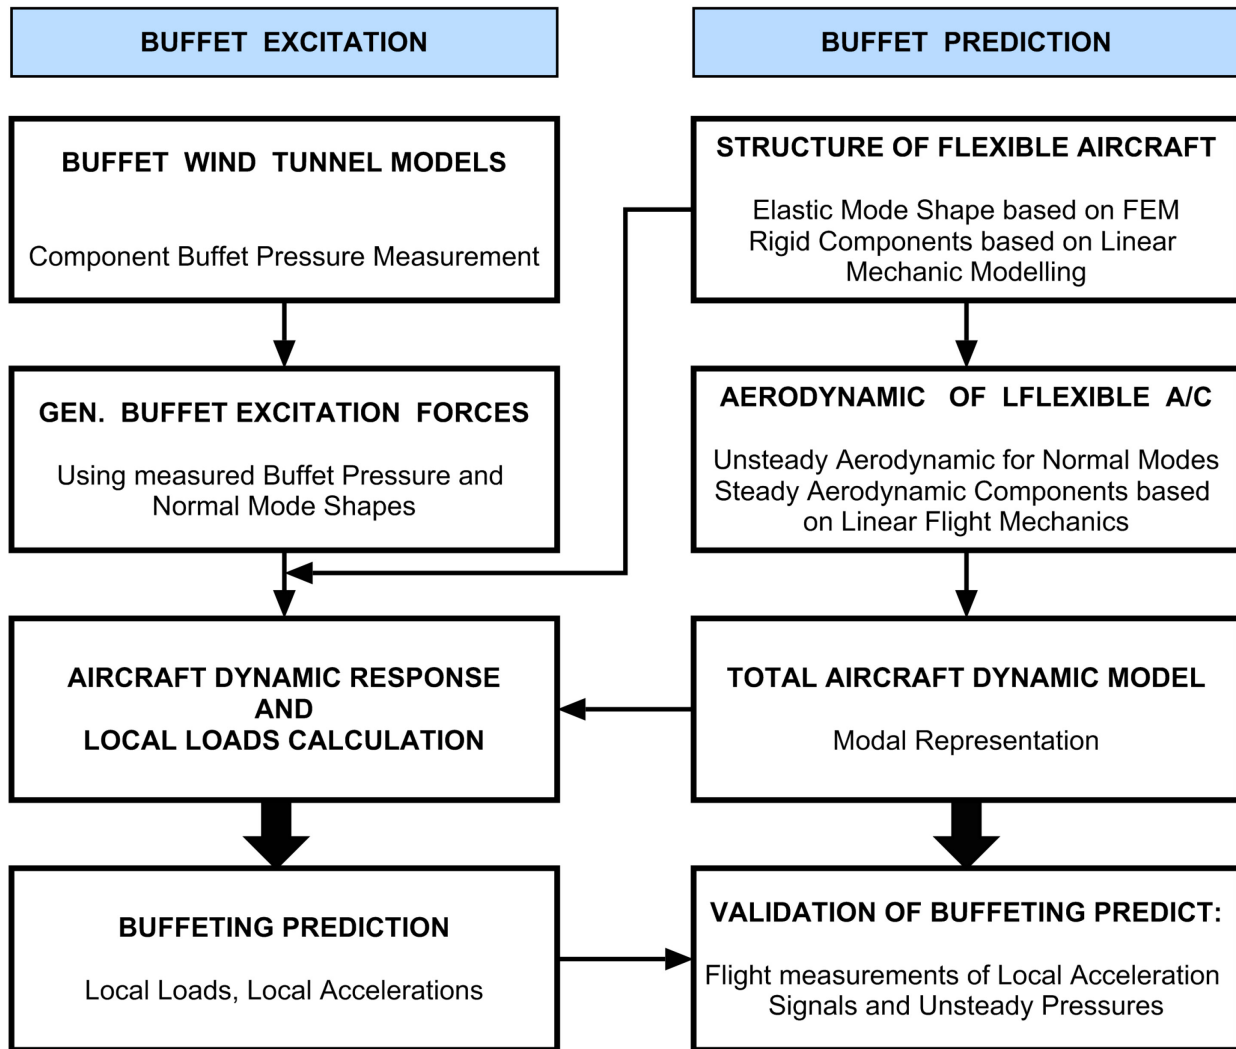 BUFFET EXCITATION
BUFFET PREDICTION
BUFFET WIND TUNNEL MODELS
Component Buffet Pressure Measurement
STRUCTURE OF FLEXIBLE AIRCRAFT
Elastic Mode Shape based on FEM
Rigid Components based on Linear
Mechanic Modelling
GEN. BUFFET EXCITATION FORCES
Using measured Buffet Pressure and
Normal Mode Shapes
AERODYNAMIC OF LFLEXIBLE A/C
Unsteady Aerodynamic for Normal Modes
Steady Aerodynamic Components based
on Linear Flight Mechanics
AIRCRAFT DYNAMIC RESPONSE
AND
LOCAL LOADS CALCULATION
TOTAL AIRCRAFT DYNAMIC MODEL
Modal Representation
BUFFETING PREDICTION
Local Loads, Local Accelerations
VALIDATION OF BUFFETING PREDICT:
Flight measurements of Local Acceleration
Signals and Unsteady Pressures